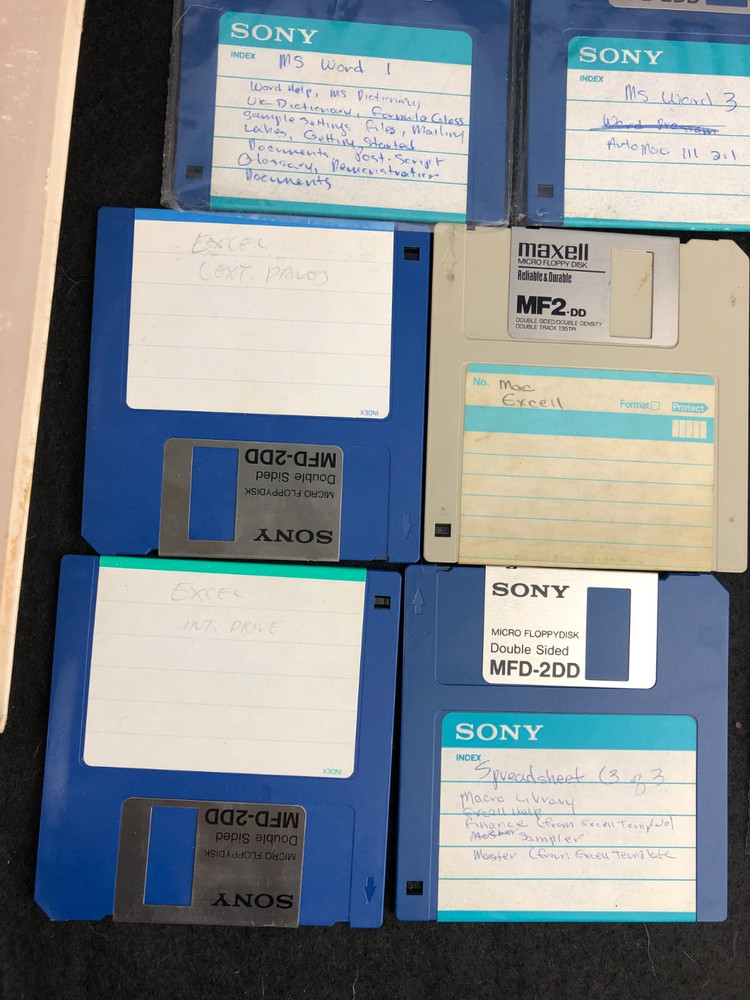 SONY
INDEX
MS Word 1
Word Help, MS Dictionary,
UK Dictionary, Formula Gloss
Sample Settings Files, Mailing
Labels, Getting Started
Documents, Post-Script
Glossary, Demonstration
Documents
SONY
INDEX
MS Word 3
Word Program
AutoMac III 2.1
EXCEL
(EXT. DRIVE)
INDEX
SONY
MICRO FLOPPYDISK
Double Sided
MFD-2DD
maxell
MICRO FLOPPY DISK
Reliable & Durable
MF2-DD
DOUBLE SIDED/DOUBLE DENSITY
DOUBLE TRACK 135TPI
No. Mac
Excell
Format
Protect
EXCEL
INT. DRIVE
INDEX
SONY
MICRO FLOPPYDISK
Double Sided
MFD-2DD
SONY
MICRO FLOPPYDISK
Double Sided
MFD-2DD
SONY
INDEX
Spreadsheet (3 of 3
Macro Library
Excell Help
Finance (from Excell Template)
Sampler
Master (from Excell Template